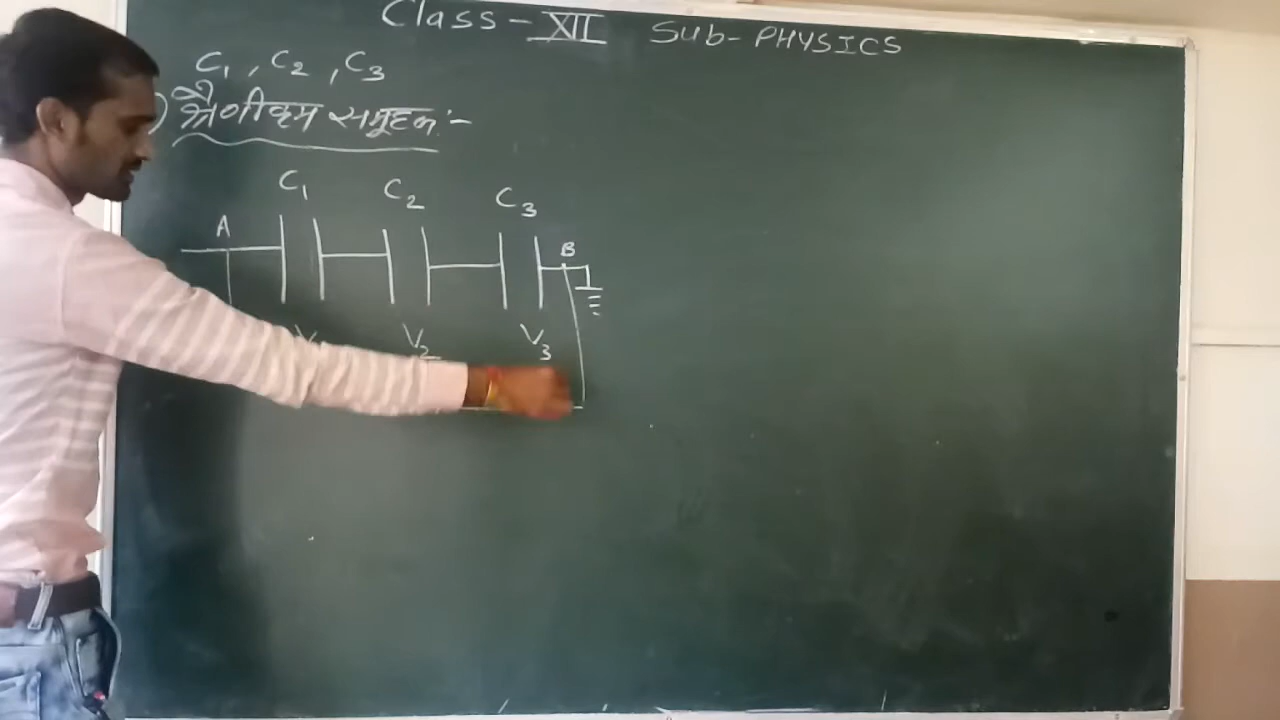 Class - XII Sub - PHYSICS
C₁, C₂, C₃
) श्रेणीक्रम समूहन :-
C₁ C₂ C₃
A B
V V₂ V₃